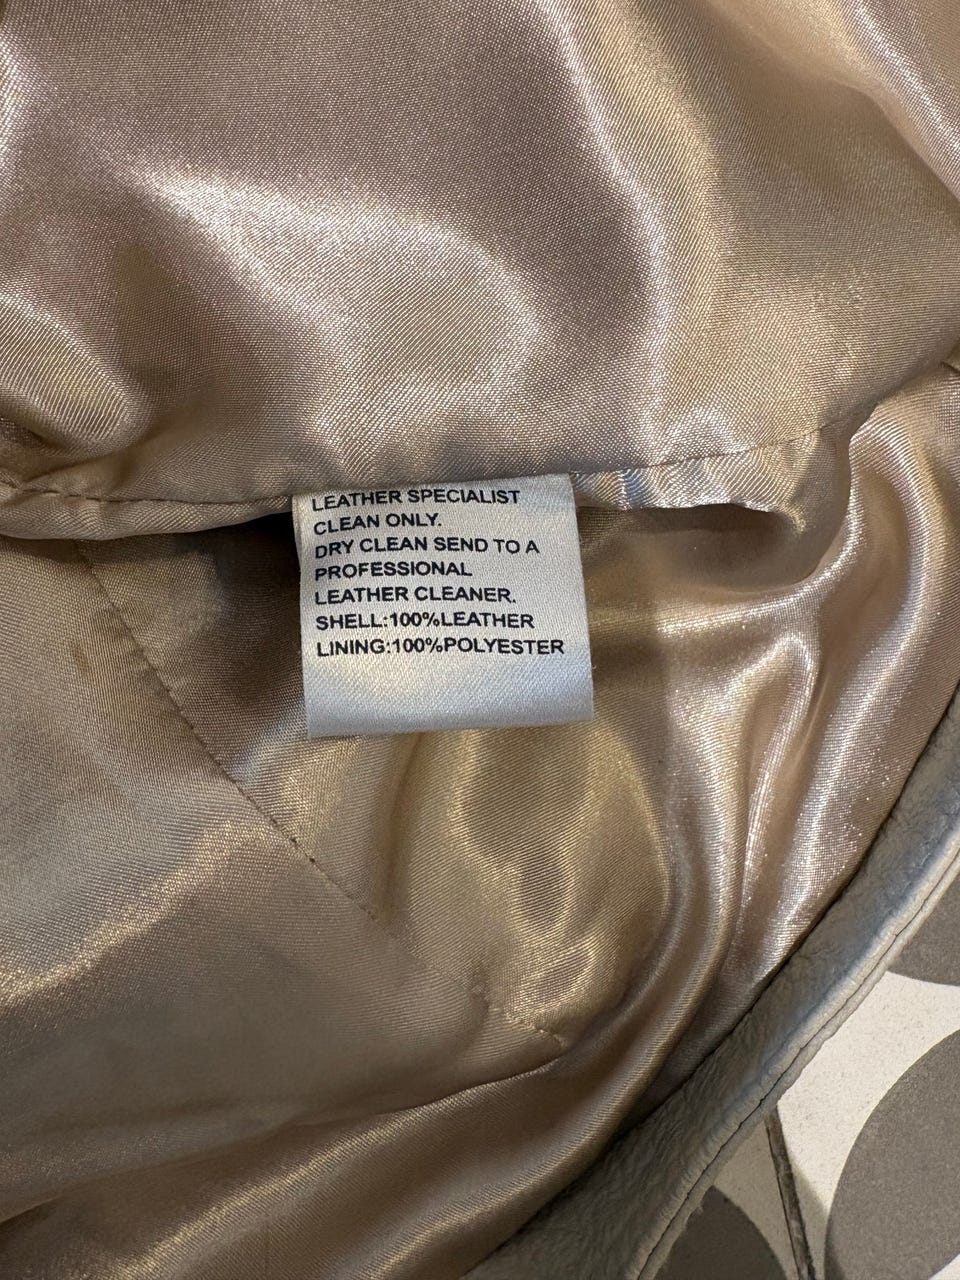 LEATHER SPECIALIST
CLEAN ONLY.
DRY CLEAN SEND TO A
PROFESSIONAL
LEATHER CLEANER.
SHELL:100%LEATHER
LINING:100%POLYESTER